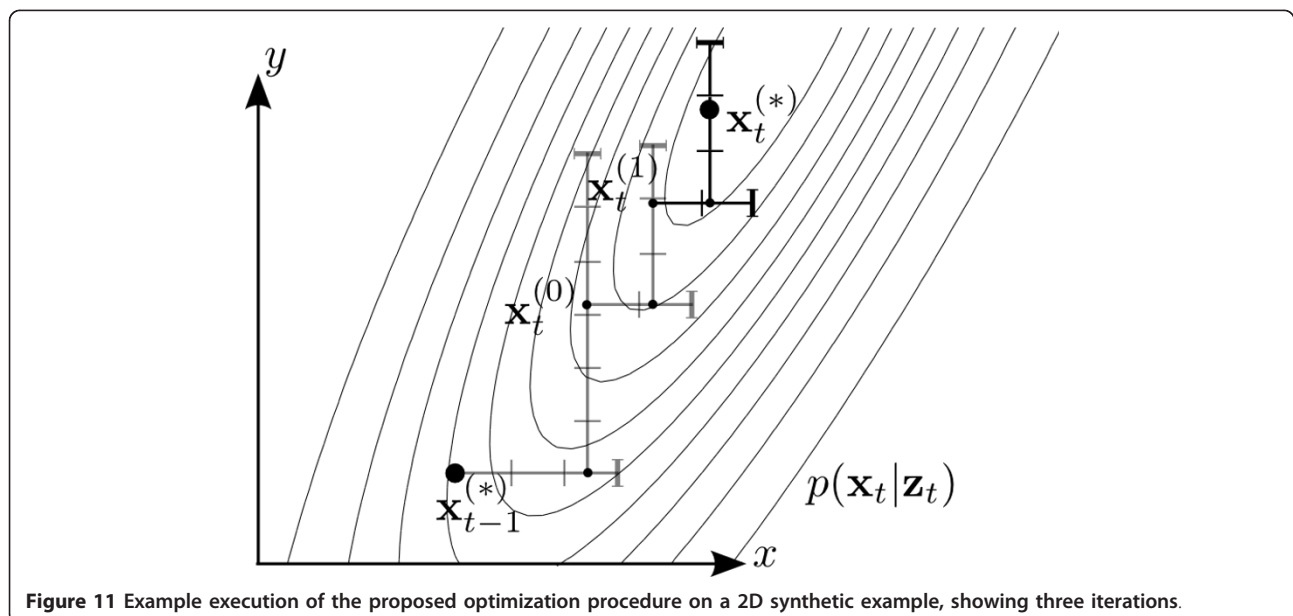 y
x_t^(*)
x_t^(1)
x_t^(0)
x_{t-1}^(*)
p(x_t|z_t)
x
Figure 11 Example execution of the proposed optimization procedure on a 2D synthetic example, showing three iterations.